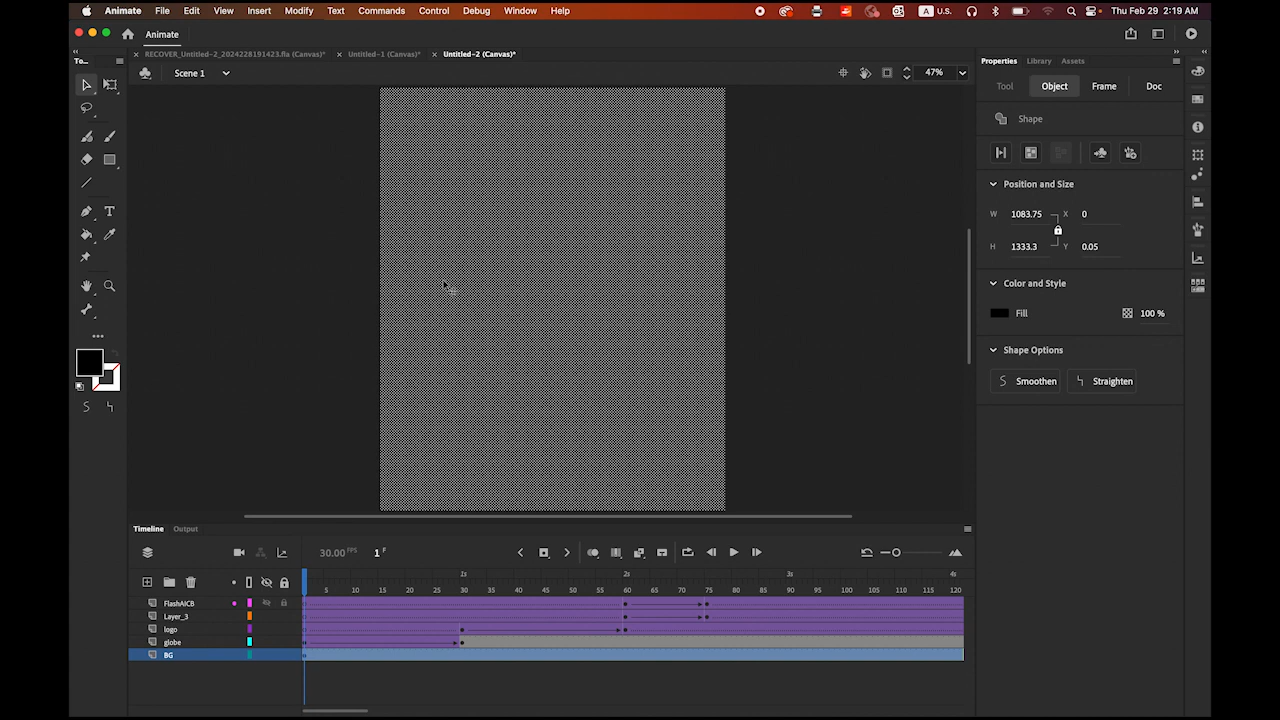 Animate File Edit View Insert Modify Text Commands Control Debug Window Help A U.S. Thu Feb 29 2:19 AM
Animate
To...
RECOVER_Untitled-2_2024228191423.fla (Canvas)* Untitled-1 (Canvas)* Untitled-2 (Canvas)*
Properties Library Assets
Scene 1 47%
Tool Object Frame Doc
Shape
Position and Size
W 1083.75 X 0
H 1333.3 Y 0.05
Color and Style
Fill 100 %
Shape Options
Smoothen Straighten
Timeline Output
30.00 FPS 1 F
1s 2s 3s 4s
5 10 15 20 25 30 35 40 45 50 55 60 65 70 75 80 85 90 95 100 105 110 115 120
FlashAICB
Layer_3
logo
globe
BG